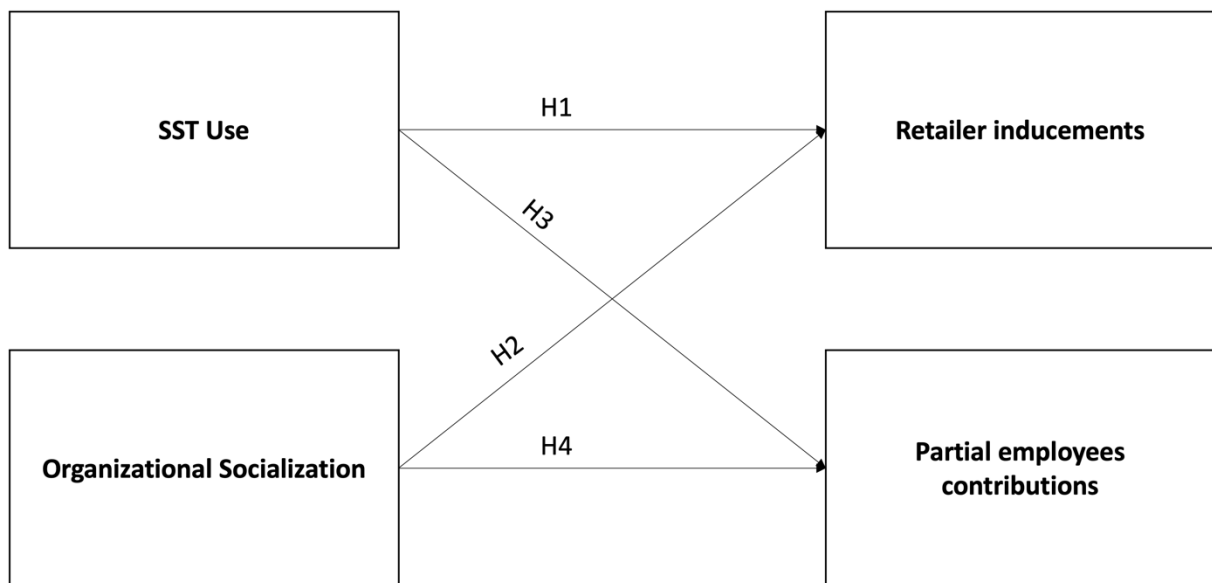 SST Use
H1
Retailer inducements
H3
H2
Organizational Socialization
H4
Partial employees
contributions